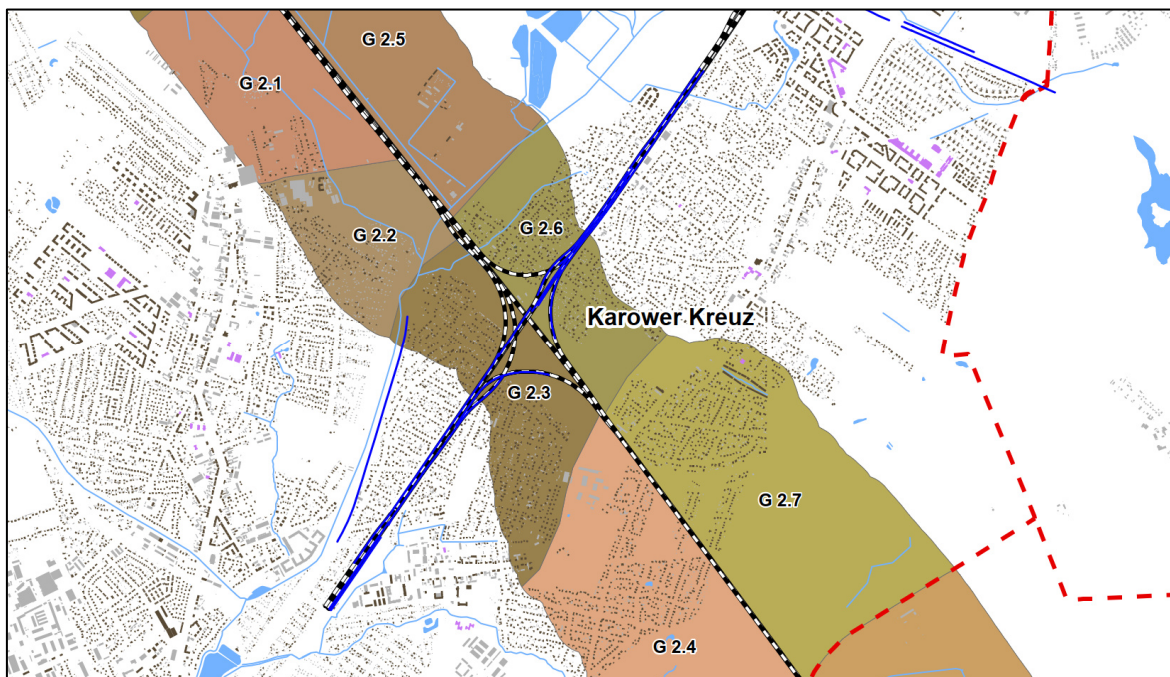 G 2.5
G 2.1
G 2.2
G 2.6
Karower Kreuz
G 2.3
G 2.7
G 2.4